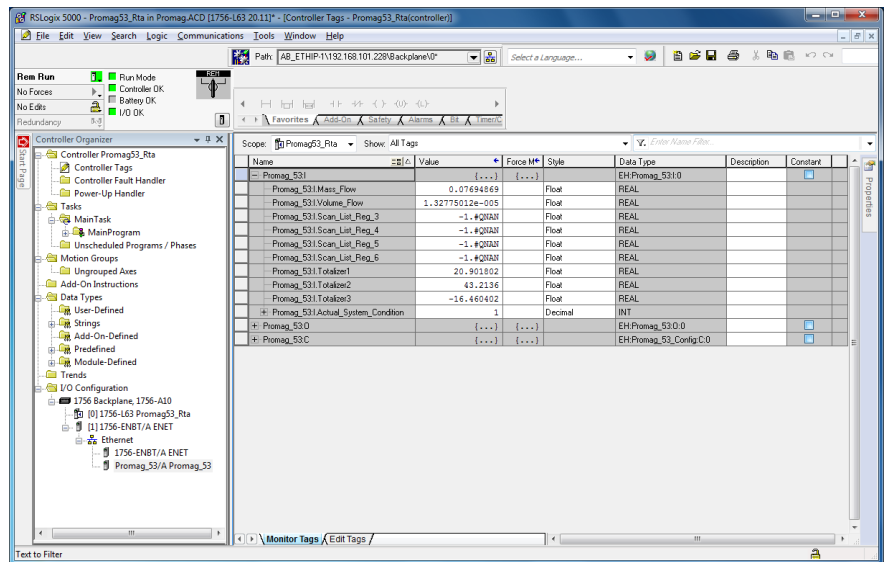 RSLogix 5000 - Promag53_Rta in Promag.ACD [1756-L63 20.11]* - [Controller Tags - Promag53_Rta(controller)]
File Edit View Search Logic Communications Tools Window Help
Path: AB_ETHIP-1\192.168.101.228\Backplane\0*
Select a Language...
Rem Run
Run Mode
REM
No Forces
Controller OK
Battery OK
No Edits
I/O OK
Redundancy
Favorites Add-On Safety Alarms Bit Timer/C
Start Page
Controller Organizer
Controller Promag53_Rta
Controller Tags
Controller Fault Handler
Power-Up Handler
Tasks
MainTask
MainProgram
Unscheduled Programs / Phases
Motion Groups
Ungrouped Axes
Add-On Instructions
Data Types
User-Defined
Strings
Add-On-Defined
Predefined
Module-Defined
Trends
I/O Configuration
1756 Backplane, 1756-A10
[0] 1756-L63 Promag53_Rta
[1] 1756-ENBT/A ENET
Ethernet
1756-ENBT/A ENET
Promag_53/A Promag_53
Scope: Promag53_Rta Show: All Tags Enter Name Filter...
Name Value Force M Style Data Type Description Constant
Promag_53:I {...} {...} EH:Promag_53:I:0
Promag_53:I.Mass_Flow 0.07694869 Float REAL
Promag_53:I.Volume_Flow 1.32775012e-005 Float REAL
Promag_53:I.Scan_List_Reg_3 -1.#QNAN Float REAL
Promag_53:I.Scan_List_Reg_4 -1.#QNAN Float REAL
Promag_53:I.Scan_List_Reg_5 -1.#QNAN Float REAL
Promag_53:I.Scan_List_Reg_6 -1.#QNAN Float REAL
Promag_53:I.Totalizer1 20.901802 Float REAL
Promag_53:I.Totalizer2 43.2136 Float REAL
Promag_53:I.Totalizer3 -16.460402 Float REAL
Promag_53:I.Actual_System_Condition 1 Decimal INT
Promag_53:O {...} {...} EH:Promag_53:O:0
Promag_53:C {...} {...} EH:Promag_53_Config:C:0
Properties
Monitor Tags Edit Tags
Text to Filter